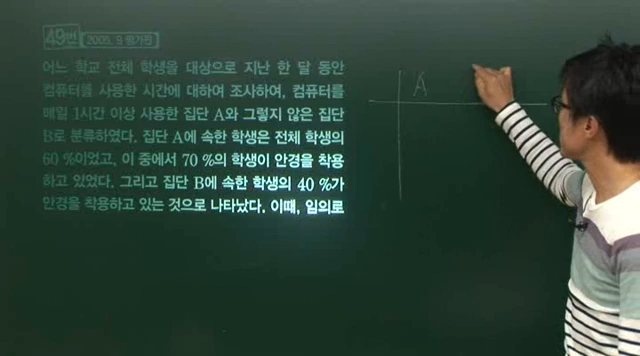 49번 2005. 9 평가원
어느 학교 전체 학생을 대상으로 지난 한 달 동안
컴퓨터를 사용한 시간에 대하여 조사하여, 컴퓨터를
매일 1시간 이상 사용한 집단 A와 그렇지 않은 집단
B로 분류하였다. 집단 A에 속한 학생은 전체 학생의
60 %이었고, 이 중에서 70 %의 학생이 안경을 착용
하고 있었다. 그리고 집단 B에 속한 학생의 40 %가
안경을 착용하고 있는 것으로 나타났다. 이때, 임의로
A